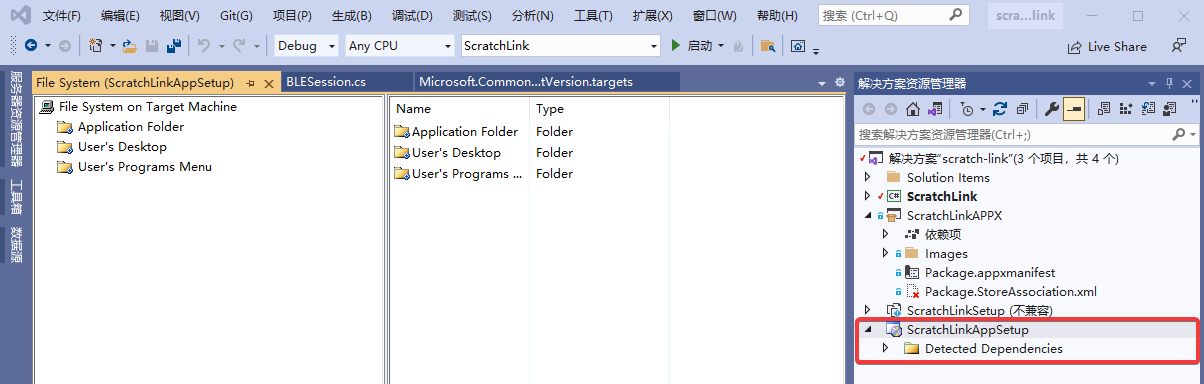 文件(F) 编辑(E) 视图(V) Git(G) 项目(P) 生成(B) 调试(D) 测试(S) 分析(N) 工具(T) 扩展(X) 窗口(W) 帮助(H) 搜索 (Ctrl+Q) scra...link
Debug Any CPU ScratchLink 启动 Live Share
服务器资源管理器
工具箱
数据源
File System (ScratchLinkAppSetup) BLESession.cs Microsoft.Common...tVersion.targets
File System on Target Machine
Application Folder
User's Desktop
User's Programs Menu
Name Type
Application Folder Folder
User's Desktop Folder
User's Programs ... Folder
解决方案资源管理器
搜索解决方案资源管理器(Ctrl+;)
解决方案"scratch-link"(3 个项目，共 4 个)
Solution Items
C# ScratchLink
ScratchLinkAPPX
依赖项
Images
Package.appxmanifest
Package.StoreAssociation.xml
ScratchLinkSetup (不兼容)
ScratchLinkAppSetup
Detected Dependencies